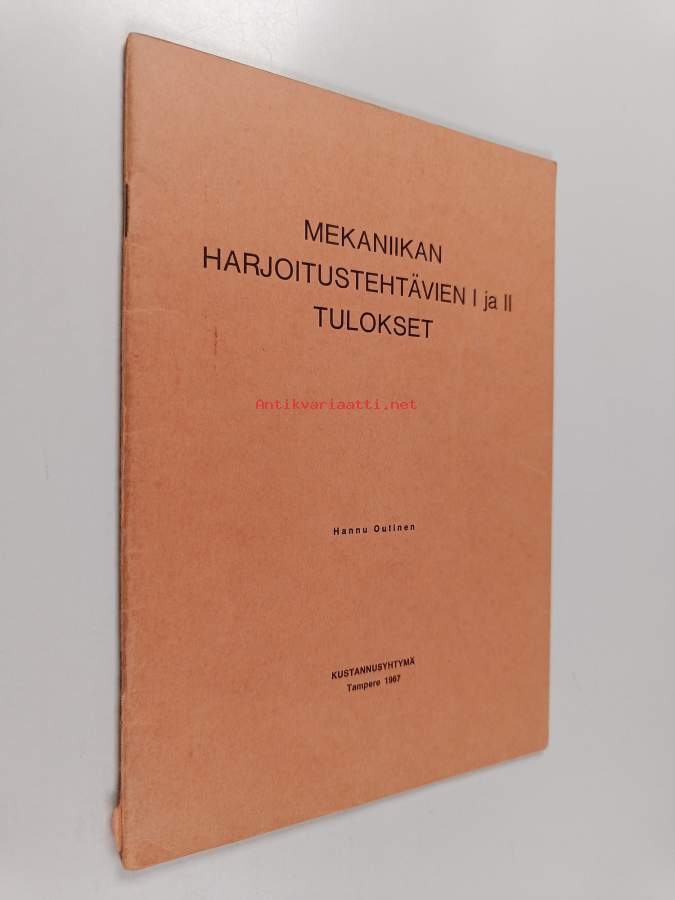 MEKANIIKAN
HARJOITUSTEHTÄVIEN I ja II
TULOKSET
Antikvariaatti.net
Hannu Outinen
KUSTANNUSYHTYMÄ
Tampere 1967